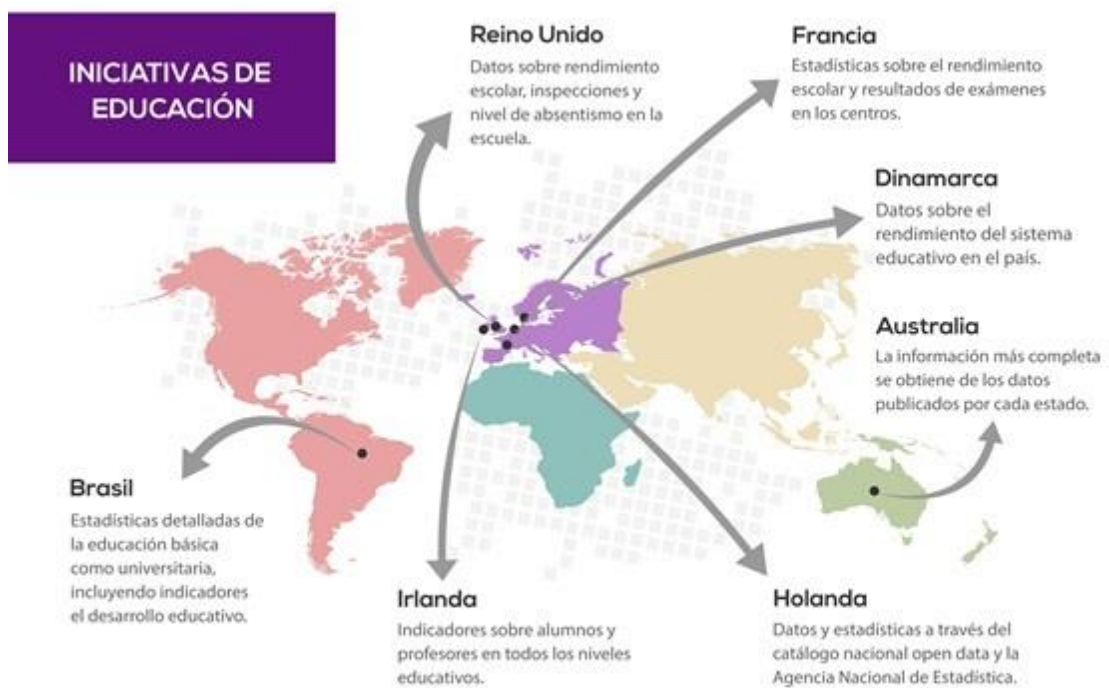 INICIATIVAS DE
EDUCACIÓN
Reino Unido
Datos sobre rendimiento
escolar, inspecciones y
nivel de absentismo en la
escuela.
Francia
Estadísticas sobre el rendimiento
escolar y resultados de exámenes
en los centros.
Dinamarca
Datos sobre el
rendimiento del sistema
educativo en el país.
Australia
La información más completa
se obtiene de los datos
publicados por cada estado.
Brasil
Estadísticas detalladas de
la educación básica
como universitaria,
incluyendo indicadores
el desarrollo educativo.
Irlanda
Indicadores sobre alumnos y
profesores en todos los niveles
educativos.
Holanda
Datos y estadísticas a través del
catálogo nacional open data y la
Agencia Nacional de Estadística.